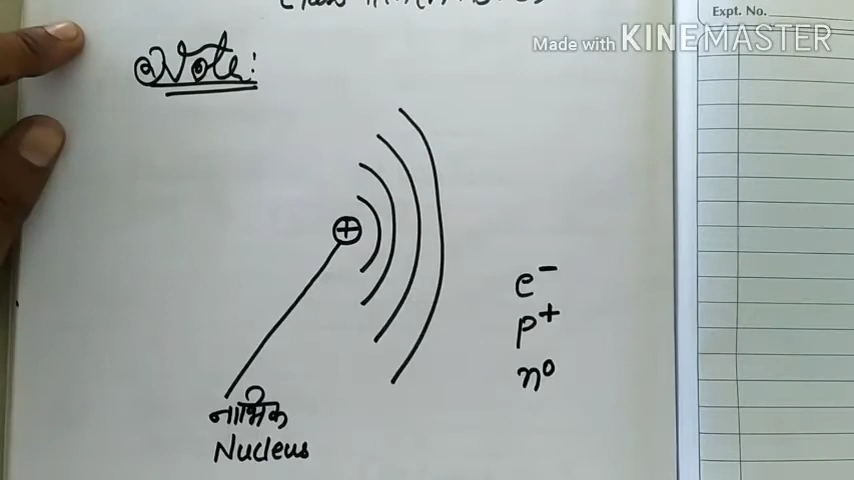 Note:
Expt. No.
Made with KINEMASTER
e⁻
p⁺
n⁰
नाभिक
Nucleus